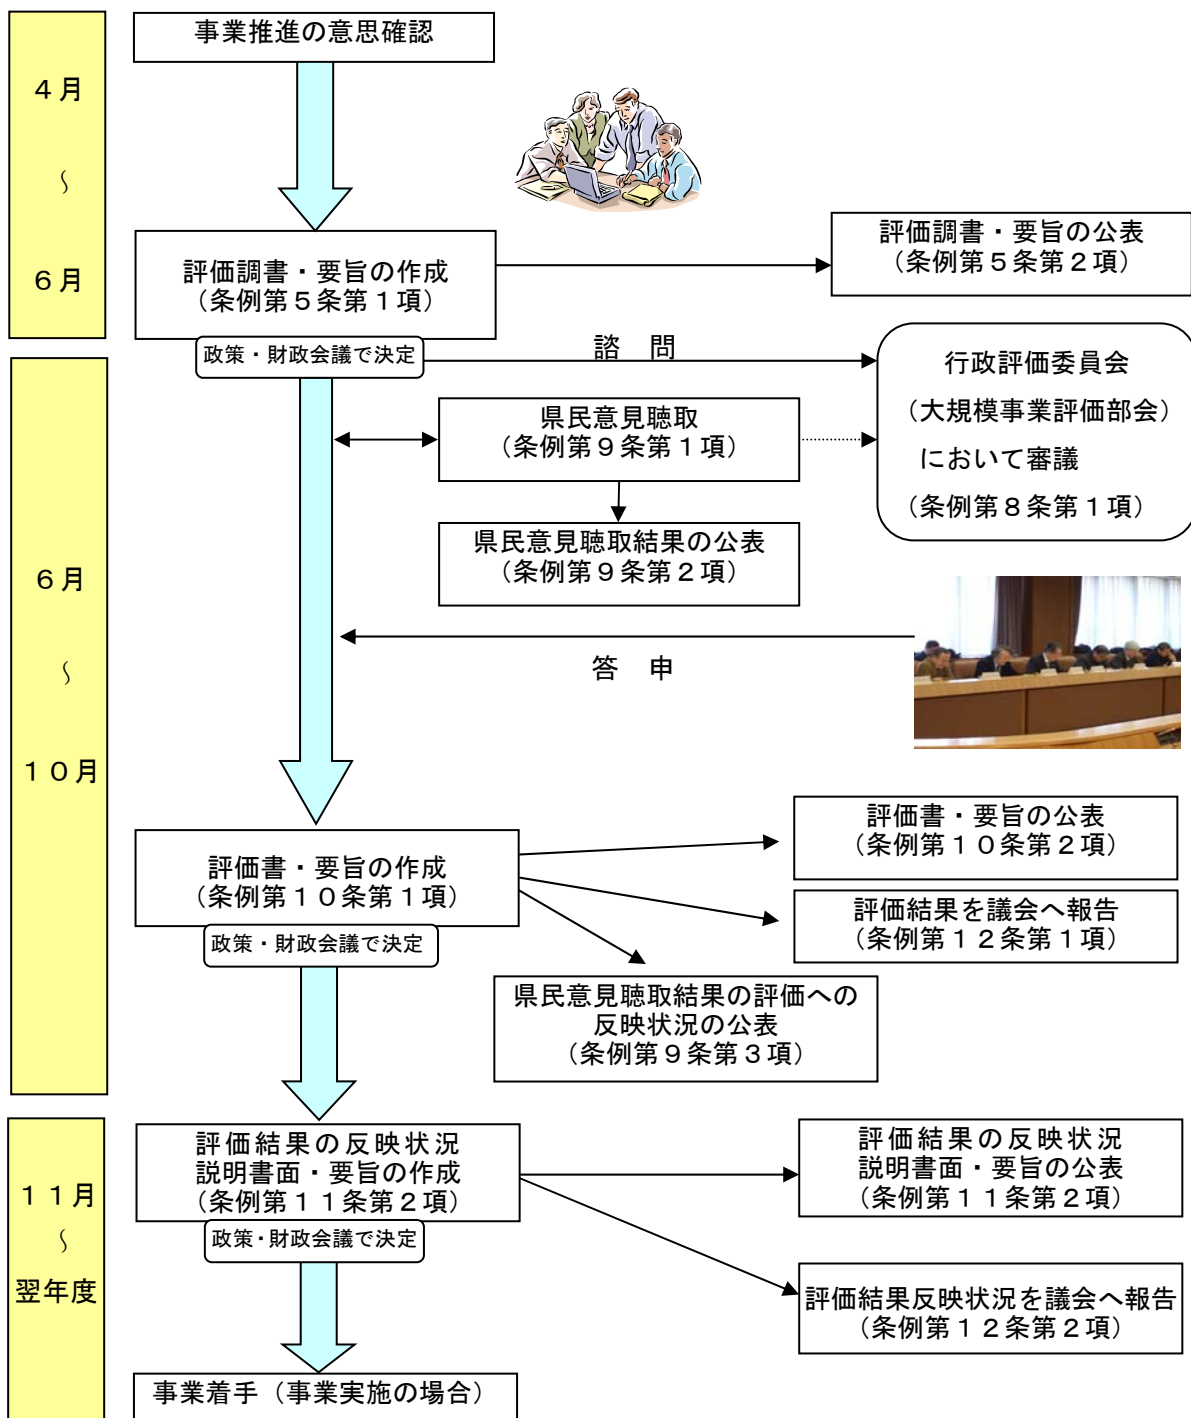 事業推進の意思確認
４月
～
６月
評価調書・要旨の作成
（条例第５条第１項）
政策・財政会議で決定
評価調書・要旨の公表
（条例第５条第２項）
諮　問
行政評価委員会
（大規模事業評価部会）
において審議
（条例第８条第１項）
県民意見聴取
（条例第９条第１項）
県民意見聴取結果の公表
（条例第９条第２項）
６月
～
１０月
答　申
評価書・要旨の作成
（条例第１０条第１項）
政策・財政会議で決定
評価書・要旨の公表
（条例第１０条第２項）
評価結果を議会へ報告
（条例第１２条第１項）
県民意見聴取結果の評価への
反映状況の公表
（条例第９条第３項）
１１月
～
翌年度
評価結果の反映状況
説明書面・要旨の作成
（条例第１１条第２項）
政策・財政会議で決定
評価結果の反映状況
説明書面・要旨の公表
（条例第１１条第２項）
評価結果反映状況を議会へ報告
（条例第１２条第２項）
事業着手（事業実施の場合）